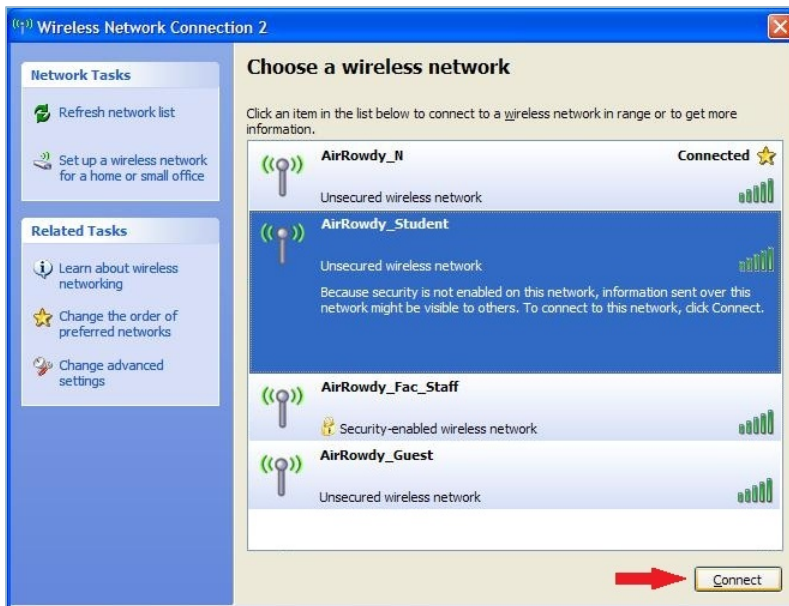 Wireless Network Connection 2
Network Tasks
Refresh network list
Set up a wireless network
for a home or small office
Related Tasks
Learn about wireless
networking
Change the order of
preferred networks
Change advanced
settings
Choose a wireless network
Click an item in the list below to connect to a wireless network in range or to get more
information.
AirRowdy_N
Connected
Unsecured wireless network
AirRowdy_Student
Unsecured wireless network
Because security is not enabled on this network, information sent over this
network might be visible to others. To connect to this network, click Connect.
AirRowdy_Fac_Staff
Security-enabled wireless network
AirRowdy_Guest
Unsecured wireless network
Connect